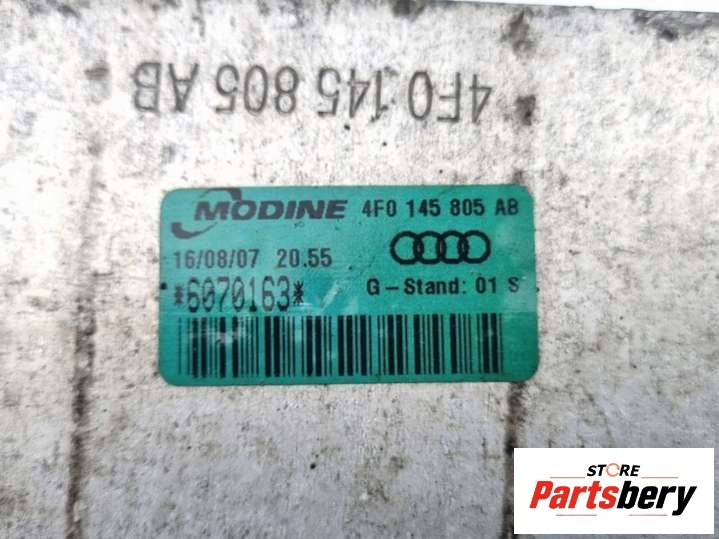 4F0 145 805 AB
MODINE 4F0 145 805 AB
16/08/07 20.55
*6070163*
G-Stand: 01 S
STORE
Partsbery